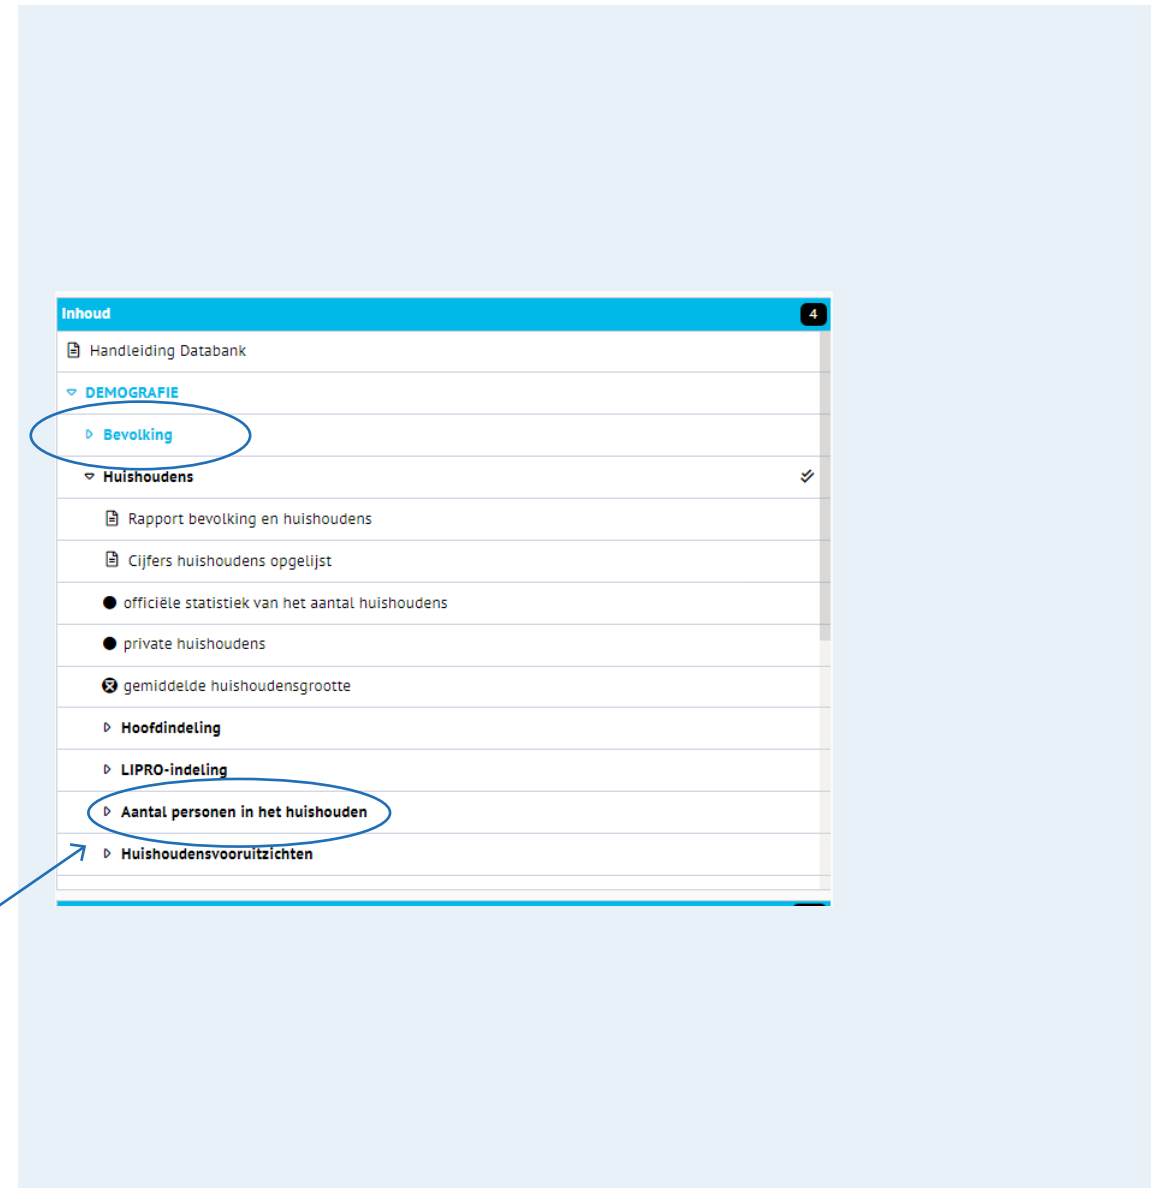 Inhoud 4
Handleiding Databank
DEMOGRAFIE
Bevolking
Huishoudens
Rapport bevolking en huishoudens
Cijfers huishoudens opgelijst
officiële statistiek van het aantal huishoudens
private huishoudens
gemiddelde huishoudensgrootte
Hoofdindeling
LIPRO-indeling
Aantal personen in het huishouden
Huishoudensvooruitzichten